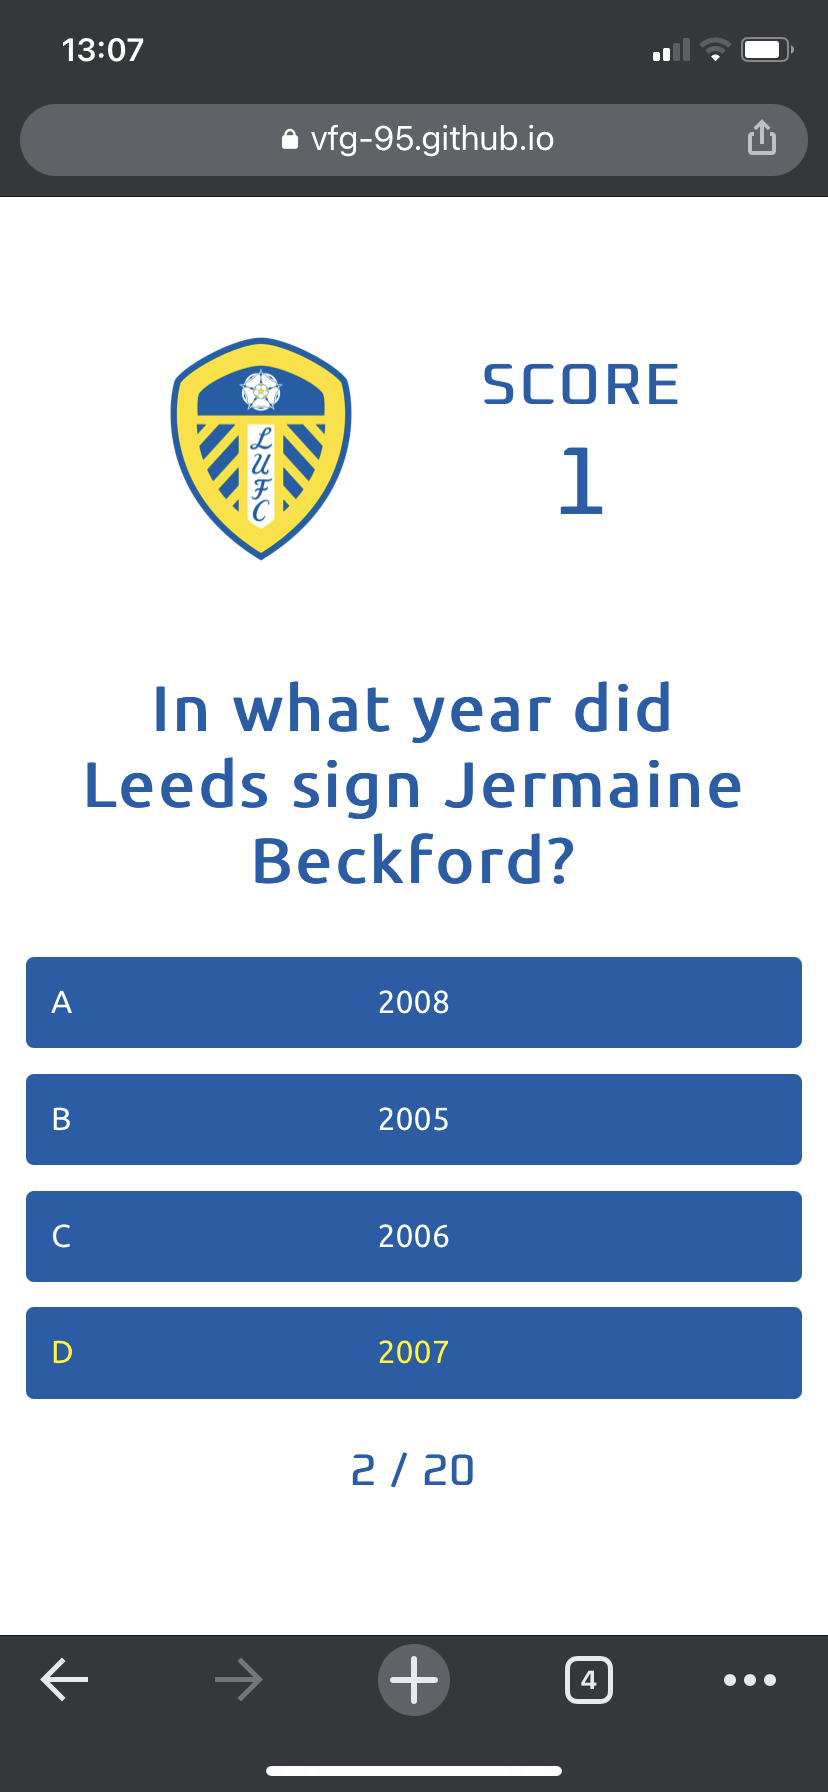 13:07
vfg-95.github.io
LUFC
SCORE
1
In what year did
Leeds sign Jermaine
Beckford?
A 2008
B 2005
C 2006
D 2007
2 / 20
4